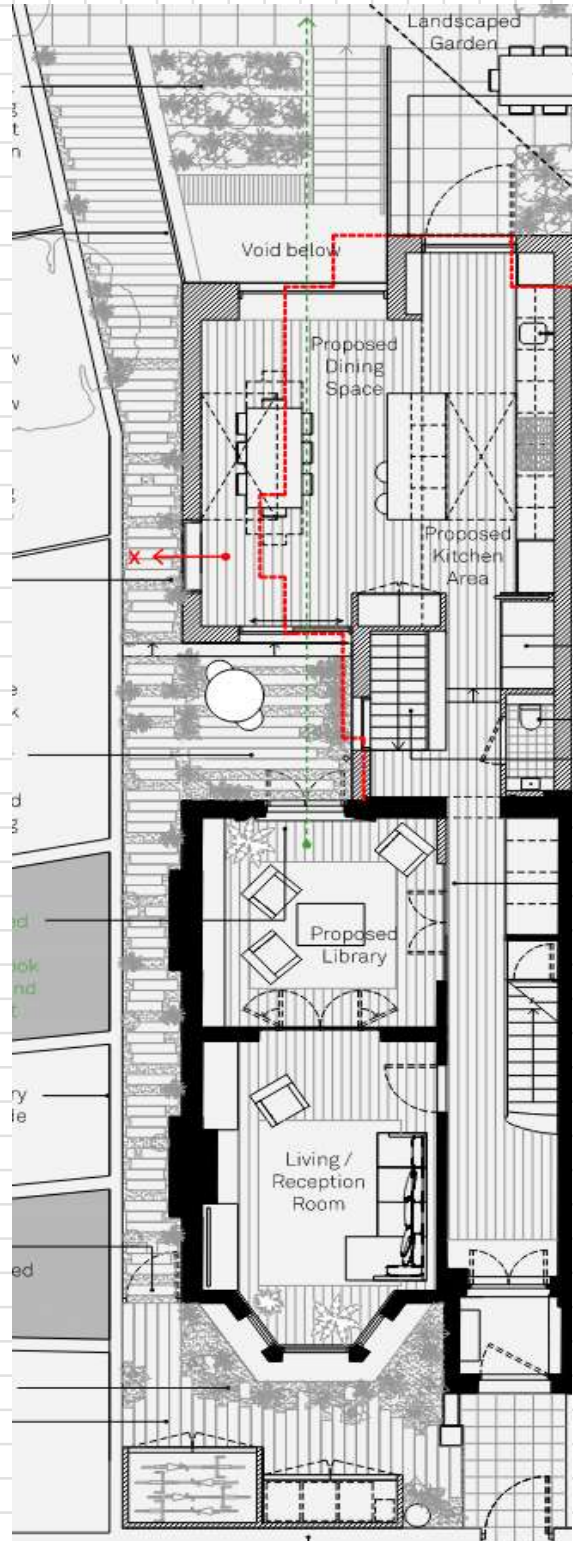 Landscaped
Garden
Void below
Proposed
Dining
Space
Proposed
Kitchen
Area
X
Proposed
Library
Living /
Reception
Room